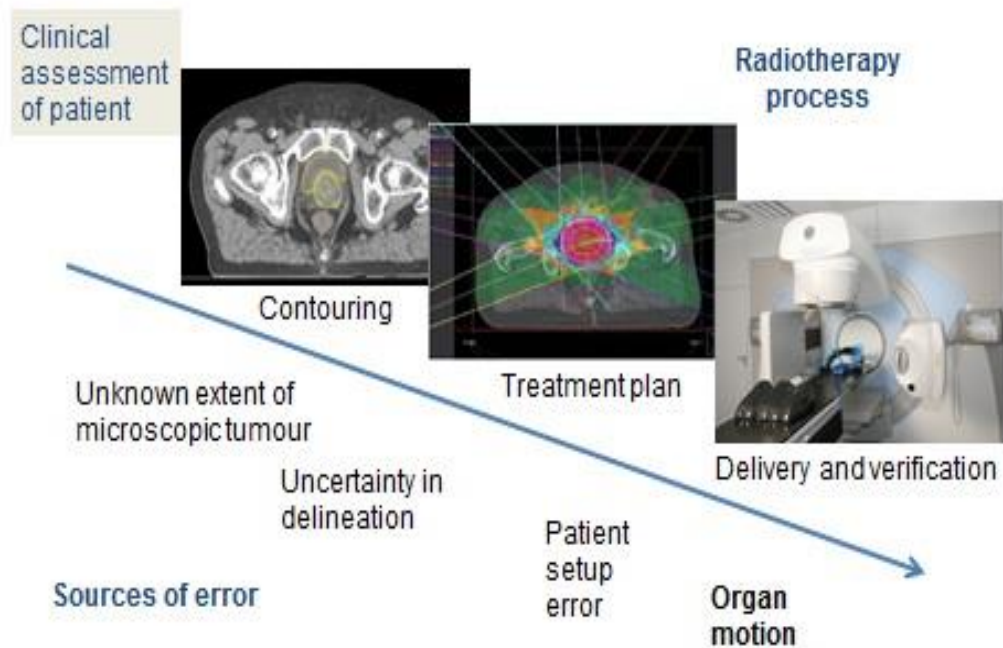 Clinical
assessment
of patient
Radiotherapy
process
Contouring
Treatment plan
Delivery and verification
Unknown extent of
microscopic tumour
Uncertainty in
delineation
Patient
setup
error
Organ
motion
Sources of error